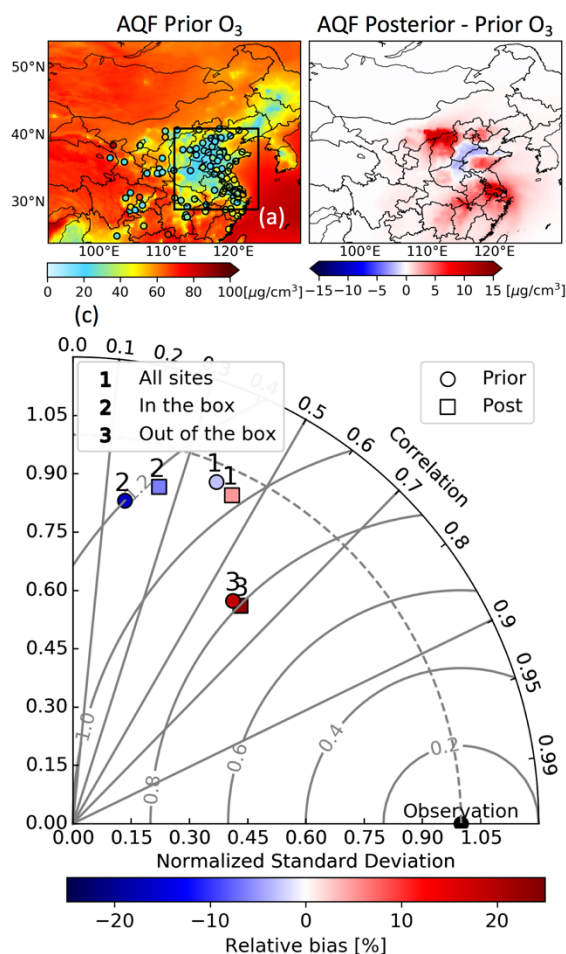 AQF Prior O₃
AQF Posterior - Prior O₃
50°N
40°N
30°N
(a)
100°E 110°E 120°E
100°E 110°E 120°E
0 20 40 60 80 100 [μg/cm³]
−15 −10 −5 0 5 10 15 [μg/cm³]
(c)
0.0 0.1 0.2 0.3 0.4 0.5 0.6 0.7 0.8 0.9 0.95 0.99
Correlation
1 All sites
2 In the box
3 Out of the box
Prior
Post
1.05
0.90
0.75
0.60
0.45
0.30
0.15
0.00
2 2 1 1
1.2
3 3
1.0 0.8 0.6 0.4 0.2
Observation
0.00 0.15 0.30 0.45 0.60 0.75 0.90 1.05
Normalized Standard Deviation
−20 −10 0 10 20
Relative bias [%]